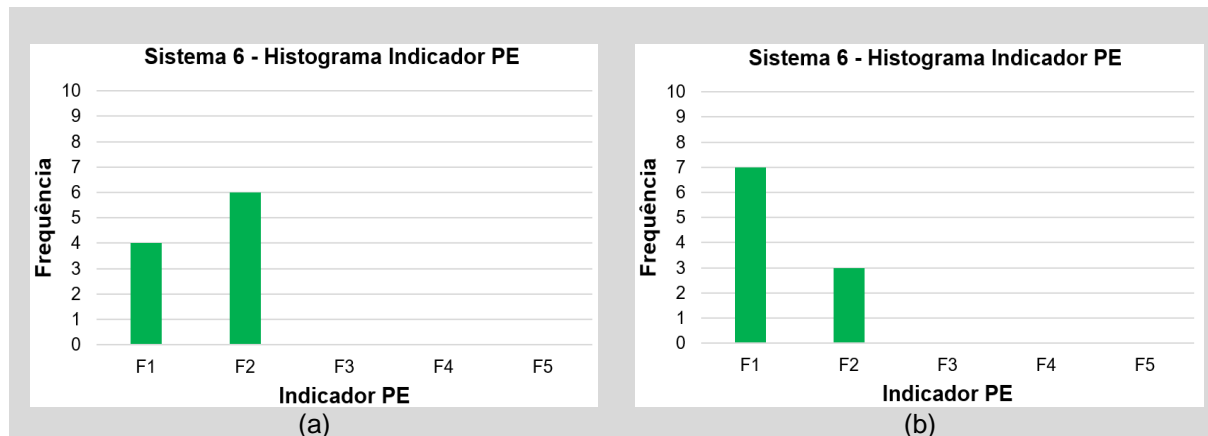 Sistema 6 - Histograma Indicador PE
10
9
8
7
6
5
4
3
2
1
0
Frequência
F1 F2 F3 F4 F5
Indicador PE
(a)
Sistema 6 - Histograma Indicador PE
10
9
8
7
6
5
4
3
2
1
0
Frequência
F1 F2 F3 F4 F5
Indicador PE
(b)